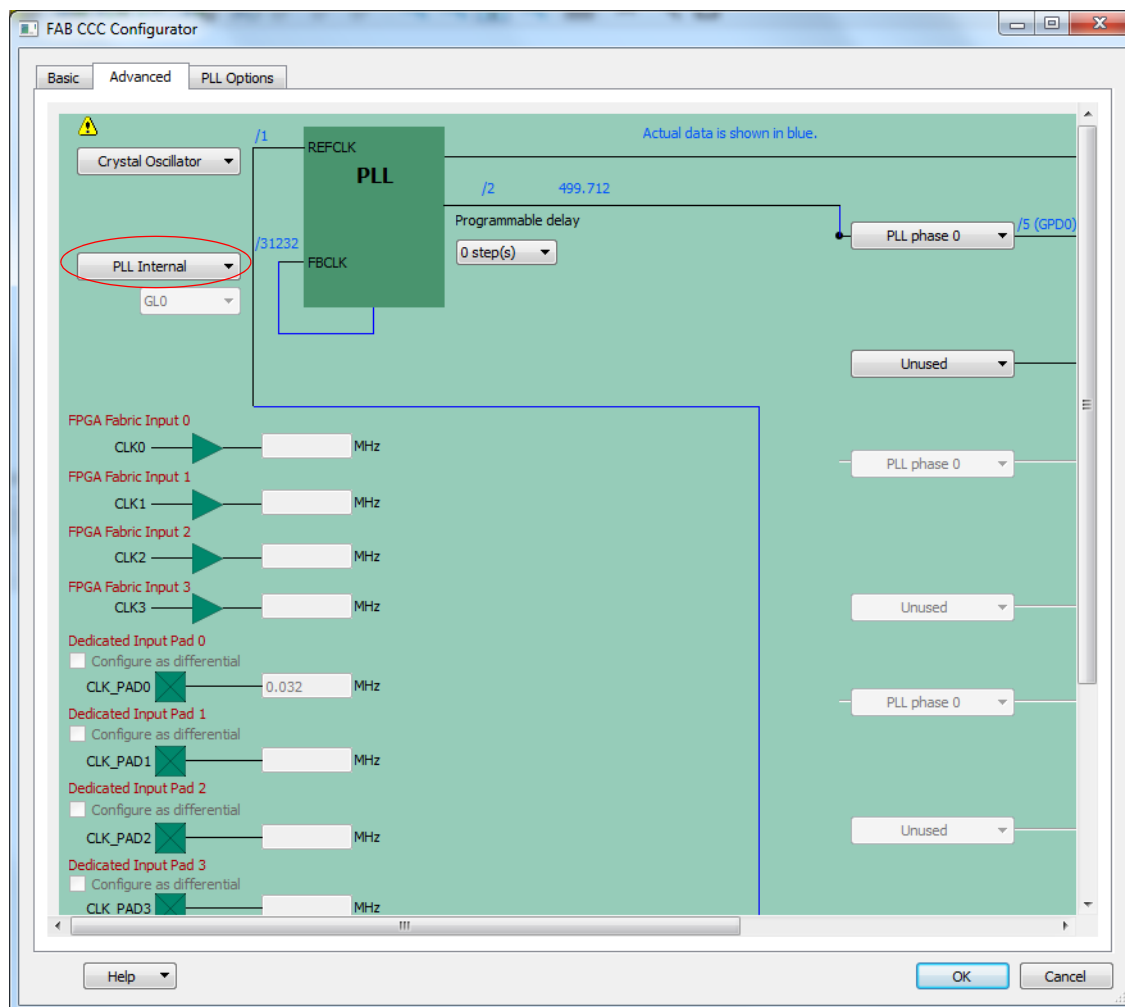 FAB CCC Configurator
Basic Advanced PLL Options
Actual data is shown in blue.
/1
Crystal Oscillator
REFCLK
PLL
/2 499.712
Programmable delay
0 step(s)
PLL phase 0
/5 (GPD0)
/31232
PLL Internal
FBCLK
GL0
Unused
FPGA Fabric Input 0
CLK0 MHz
PLL phase 0
FPGA Fabric Input 1
CLK1 MHz
FPGA Fabric Input 2
CLK2 MHz
FPGA Fabric Input 3
CLK3 MHz
Unused
Dedicated Input Pad 0
Configure as differential
CLK_PAD0 0.032 MHz
PLL phase 0
Dedicated Input Pad 1
Configure as differential
CLK_PAD1 MHz
Dedicated Input Pad 2
Configure as differential
CLK_PAD2 MHz
Unused
Dedicated Input Pad 3
Configure as differential
CLK_PAD3 MHz
Help OK Cancel